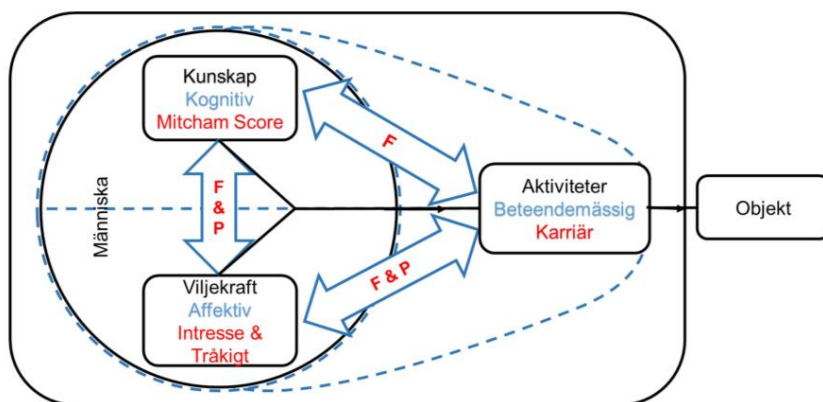 Kunskap
Kognitiv
Mitcham Score
F
Människa
F
&
P
Aktiviteter
Beteendemässig
Karriär
Objekt
F & P
Viljekraft
Affektiv
Intresse &
Tråkigt